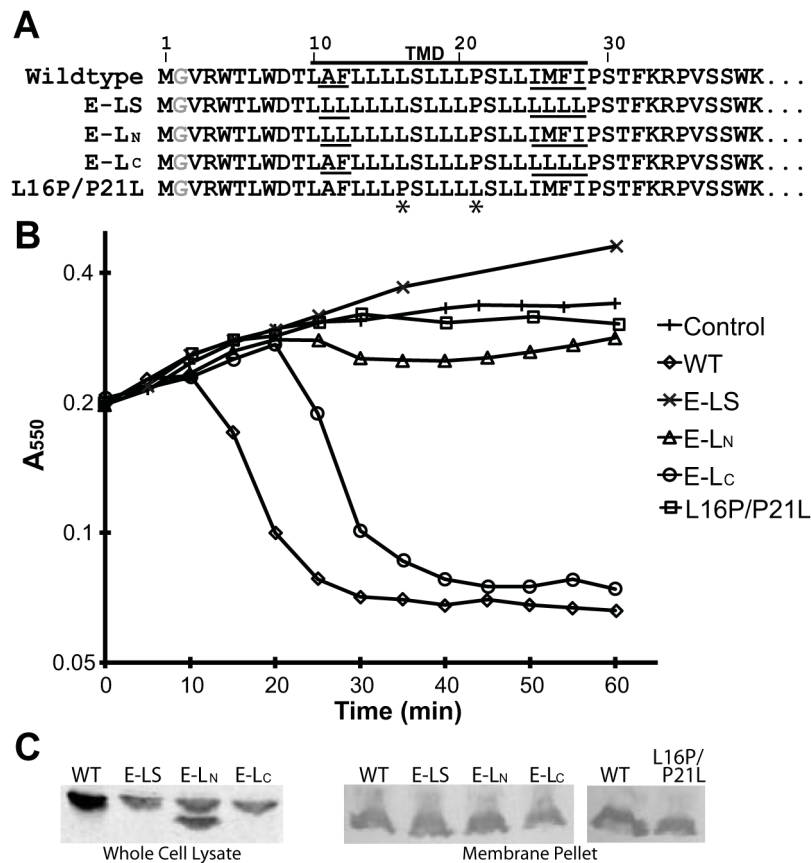 A
1 10 TMD 20 30
Wildtype MGVRWTLWDTLAFLLLLSLLLPSLLIMFIPSTFKRPVSSWK...
E-LS MGVRWTLWDTLLLLLLLSLLLPSLLLLLLPSTFKRPVSSWK...
E-LN MGVRWTLWDTLLLLLLLSLLLPSLLIMFIPSTFKRPVSSWK...
E-LC MGVRWTLWDTLAFLLLLSLLLPSLLLLLLPSTFKRPVSSWK...
L16P/P21L MGVRWTLWDTLAFLLLPSLLLLSLLIMFIPSTFKRPVSSWK...
* *
B
A550
0.4
0.2
0.1
0.05
0 10 20 30 40 50 60
Time (min)
Control
WT
E-LS
E-LN
E-LC
L16P/P21L
C
WT E-LS E-LN E-LC
Whole Cell Lysate
WT E-LS E-LN E-LC WT L16P/
P21L
Membrane Pellet